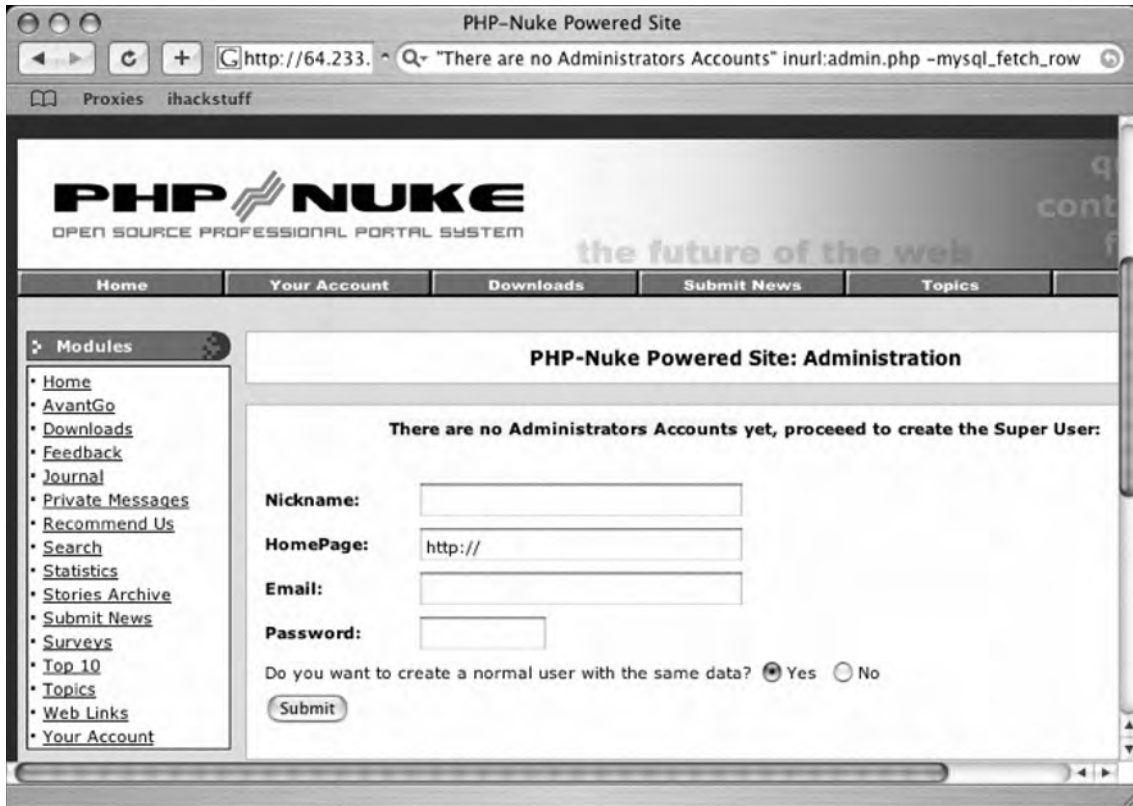 PHP-Nuke Powered Site
http://64.233.
"There are no Administrators Accounts" inurl:admin.php -mysql_fetch_row
Proxies ihackstuff
PHP NUKE
OPEN SOURCE PROFESSIONAL PORTAL SYSTEM
the future of the web
q
cont
f
Home Your Account Downloads Submit News Topics
Modules
PHP-Nuke Powered Site: Administration
• Home
• AvantGo
• Downloads
• Feedback
• Journal
• Private Messages
• Recommend Us
• Search
• Statistics
• Stories Archive
• Submit News
• Surveys
• Top 10
• Topics
• Web Links
• Your Account
There are no Administrators Accounts yet, proceeed to create the Super User:
Nickname:
HomePage: http://
Email:
Password:
Do you want to create a normal user with the same data? Yes No
Submit